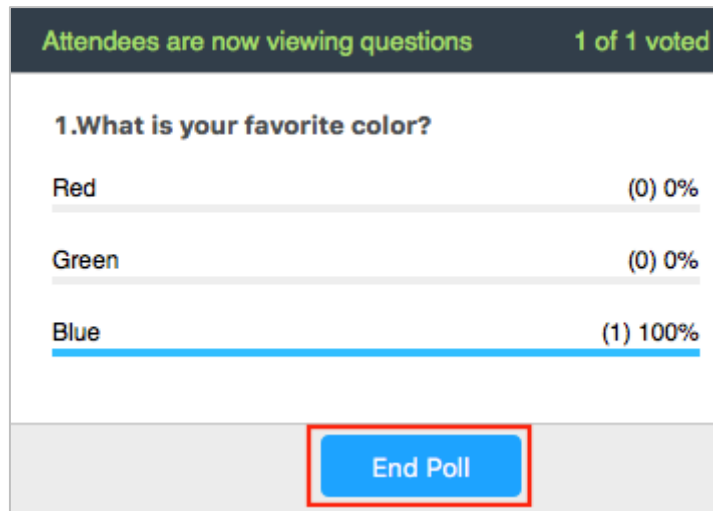 Attendees are now viewing questions 1 of 1 voted
1.What is your favorite color?
Red (0) 0%
Green (0) 0%
Blue (1) 100%
End Poll